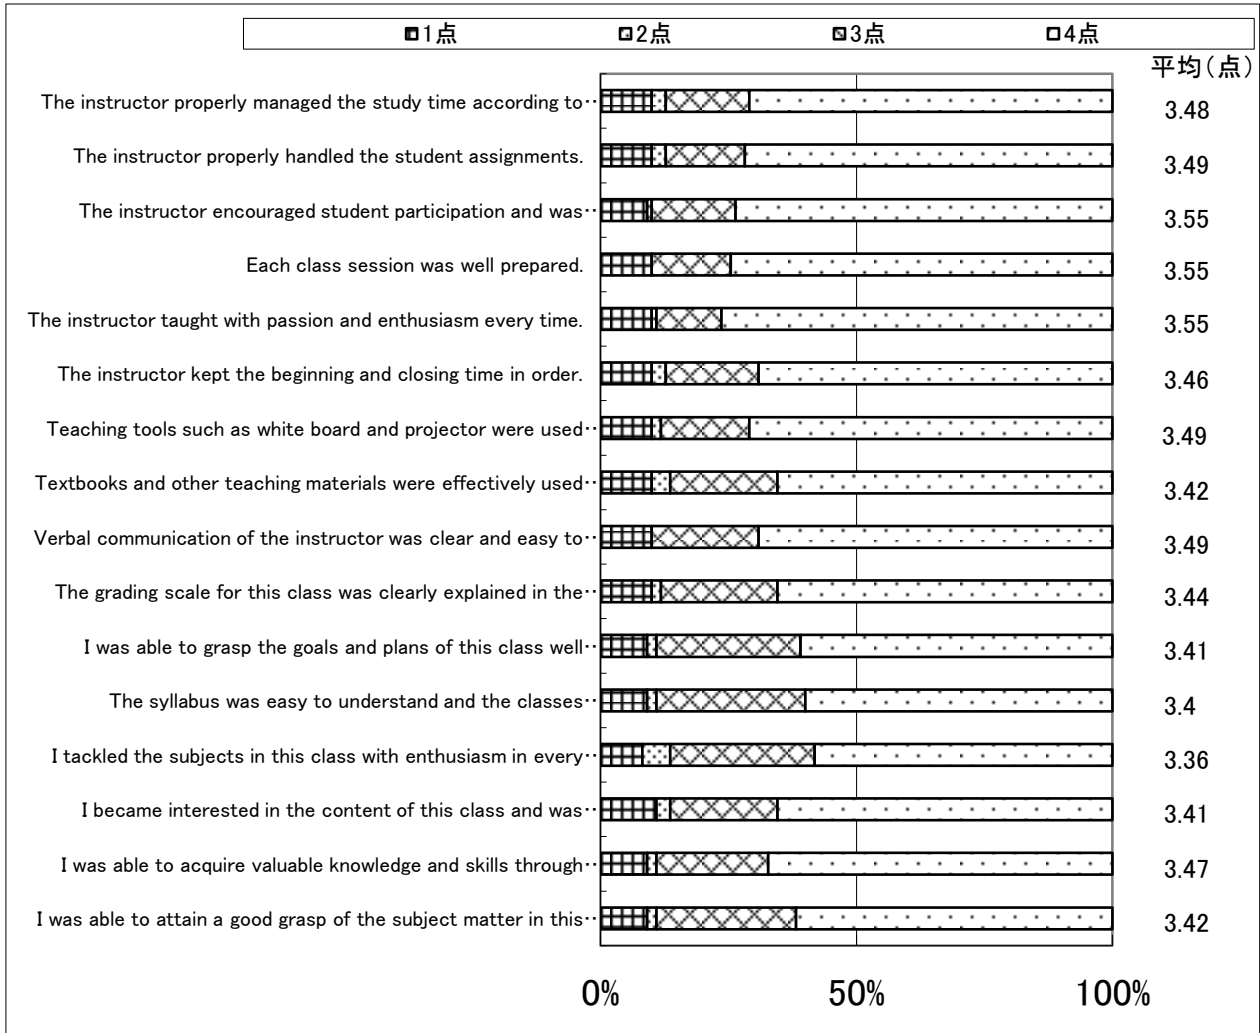 1点 2点 3点 4点
平均(点)
The instructor properly managed the study time according to… 3.48
The instructor properly handled the student assignments. 3.49
The instructor encouraged student participation and was… 3.55
Each class session was well prepared. 3.55
The instructor taught with passion and enthusiasm every time. 3.55
The instructor kept the beginning and closing time in order. 3.46
Teaching tools such as white board and projector were used… 3.49
Textbooks and other teaching materials were effectively used… 3.42
Verbal communication of the instructor was clear and easy to… 3.49
The grading scale for this class was clearly explained in the… 3.44
I was able to grasp the goals and plans of this class well… 3.41
The syllabus was easy to understand and the classes… 3.4
I tackled the subjects in this class with enthusiasm in every… 3.36
I became interested in the content of this class and was… 3.41
I was able to acquire valuable knowledge and skills through… 3.47
I was able to attain a good grasp of the subject matter in this… 3.42
0% 50% 100%